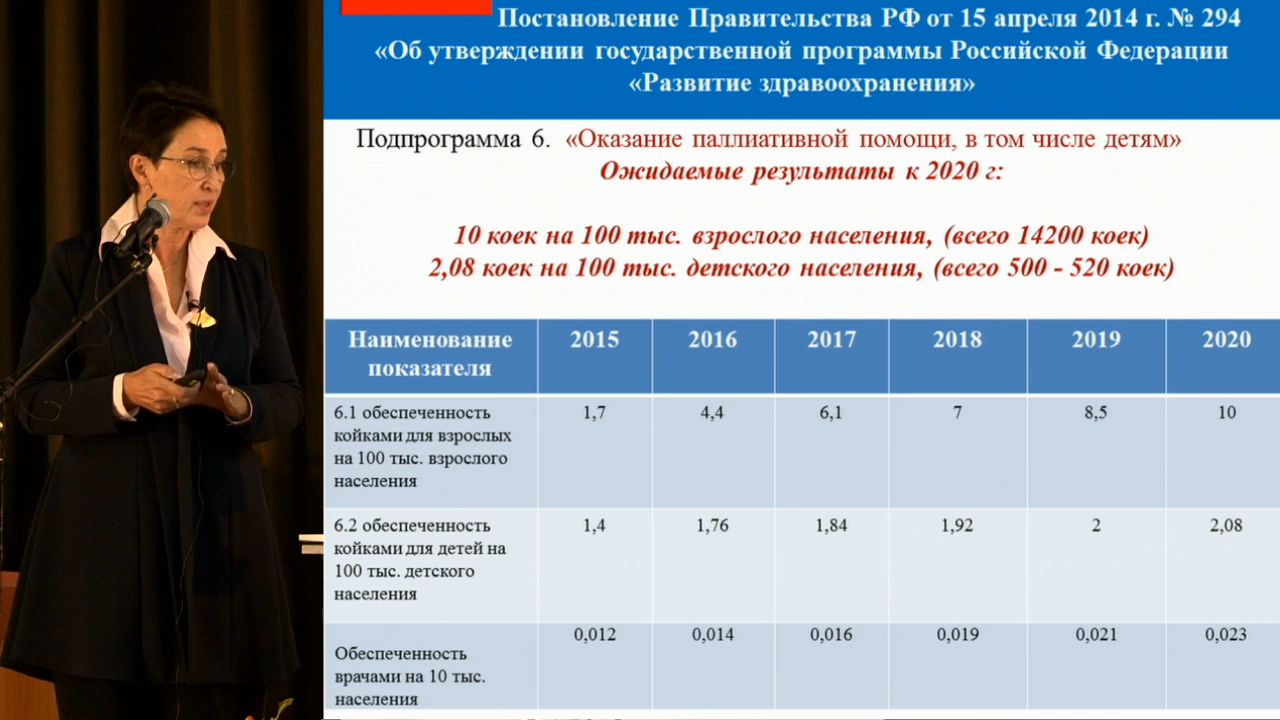 Постановление Правительства РФ от 15 апреля 2014 г. № 294
«Об утверждении государственной программы Российской Федерации
«Развитие здравоохранения»
Подпрограмма 6. «Оказание паллиативной помощи, в том числе детям»
Ожидаемые результаты к 2020 г:
10 коек на 100 тыс. взрослого населения, (всего 14200 коек)
2,08 коек на 100 тыс. детского населения, (всего 500 - 520 коек)
Наименование показателя 2015 2016 2017 2018 2019 2020
6.1 обеспеченность 1,7 4,4 6,1 7 8,5 10
койками для взрослых
на 100 тыс. взрослого
населения
6.2 обеспеченность 1,4 1,76 1,84 1,92 2 2,08
койками для детей на
100 тыс. детского
населения
0,012 0,014 0,016 0,019 0,021 0,023
Обеспеченность
врачами на 10 тыс.
населения